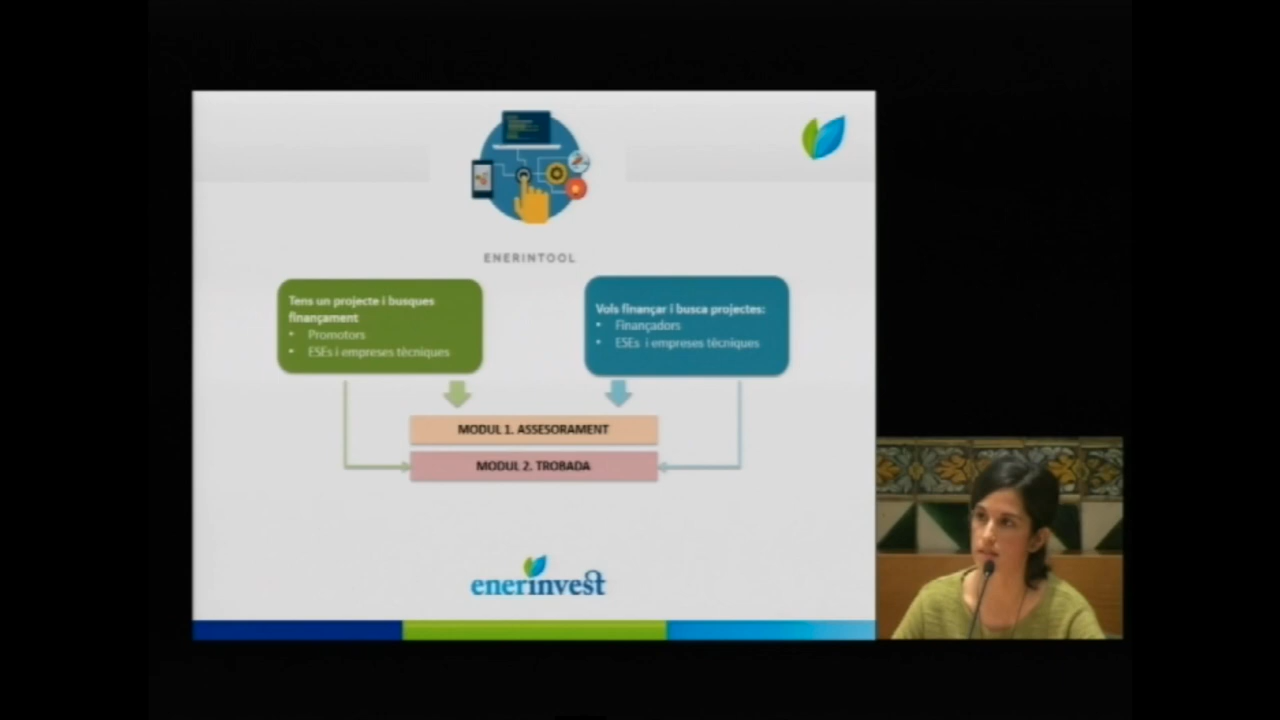 ENERINTOOL
Tens un projecte i busques
finançament
• Promotors
• ESEs i empreses tècniques
Vols finançar i busca projectes:
• Finançadors
• ESEs i empreses tècniques
MODUL 1. ASSESORAMENT
MODUL 2. TROBADA
enerinvest